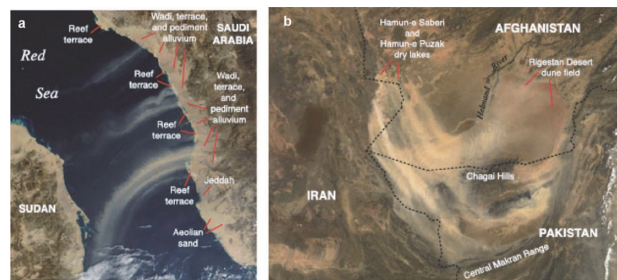 a
Reef
terrace
Wadi, terrace,
and pediment
alluvium
SAUDI
ARABIA
Red
Sea
Reef
terrace
Wadi,
terrace,
and
pediment
alluvium
Reef
terrace
Reef
terrace
Jeddah
SUDAN
Aeolian
sand
b
Hamun-e Saberi
and
Hamun-e Puzak
dry lakes
AFGHANISTAN
Helmand River
Rigestan Desert
dune field
Chagai Hills
IRAN
PAKISTAN
Central Makran Range